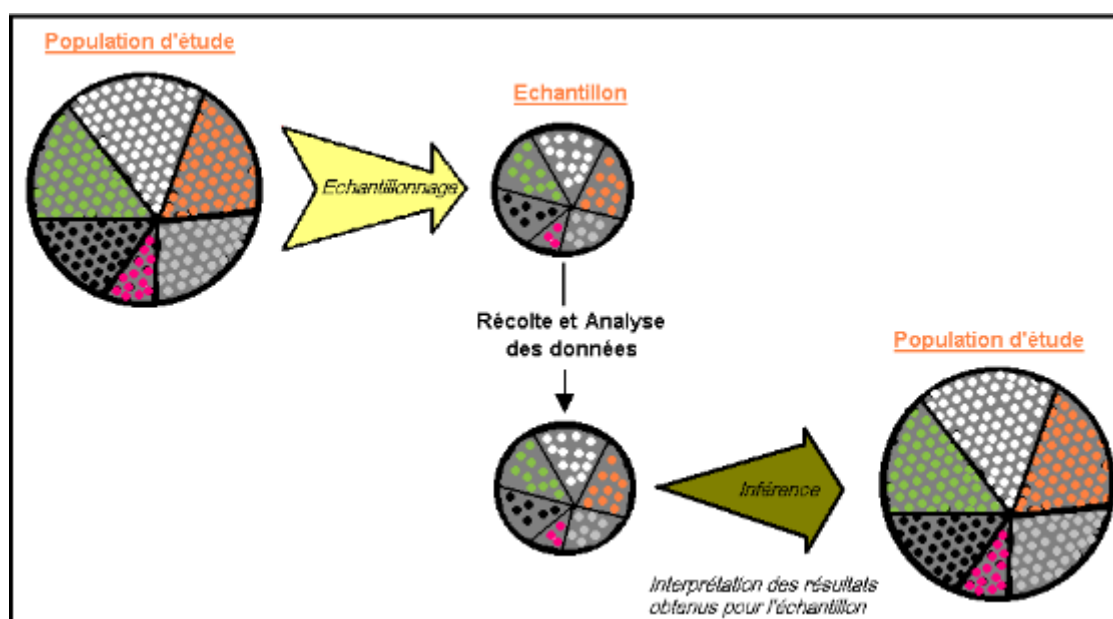 Population d'étude
Echantillon
Echantillonnage
Récolte et Analyse
des données
Population d'étude
Inférence
Interprétation des résultats
obtenus pour l'échantillon